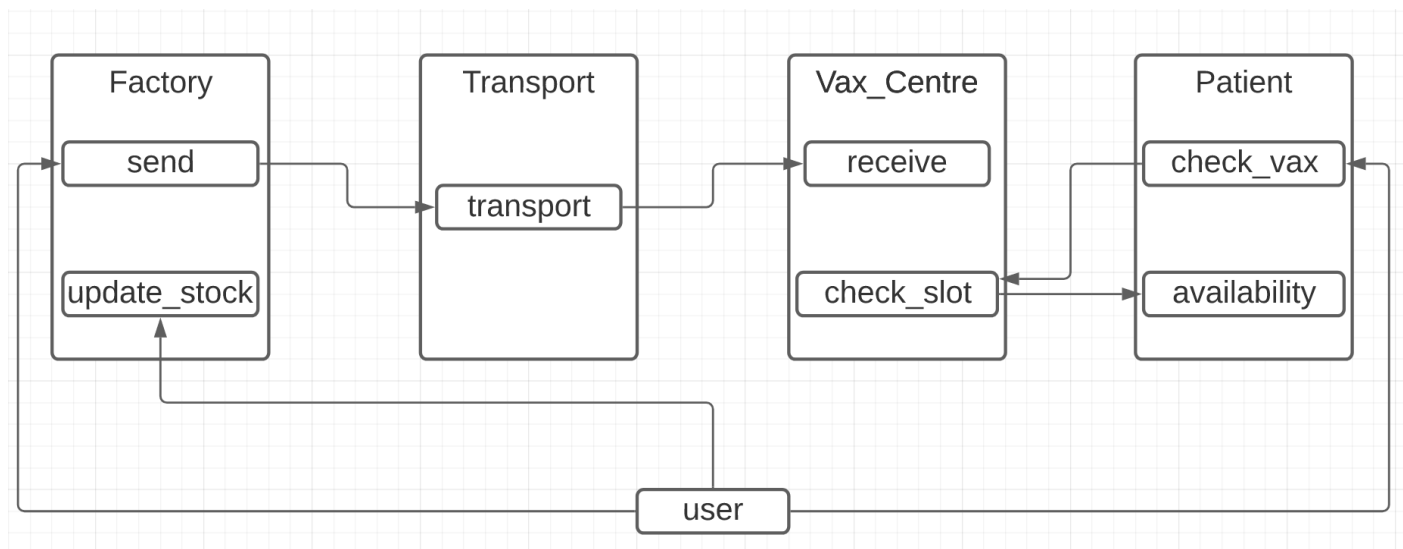 Factory
Transport
Vax_Centre
Patient
send
transport
receive
check_vax
update_stock
check_slot
availability
user